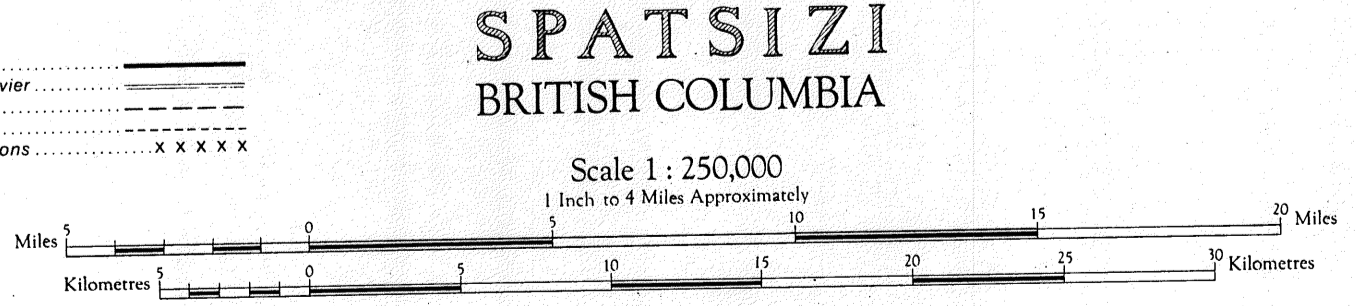 SPATSIZI
BRITISH COLUMBIA
vier
ons ............. x x x x x
Scale 1 : 250,000
1 Inch to 4 Miles Approximately
Miles 5 0 5 10 15 20 Miles
Kilometres 5 0 5 10 15 20 25 30 Kilometres